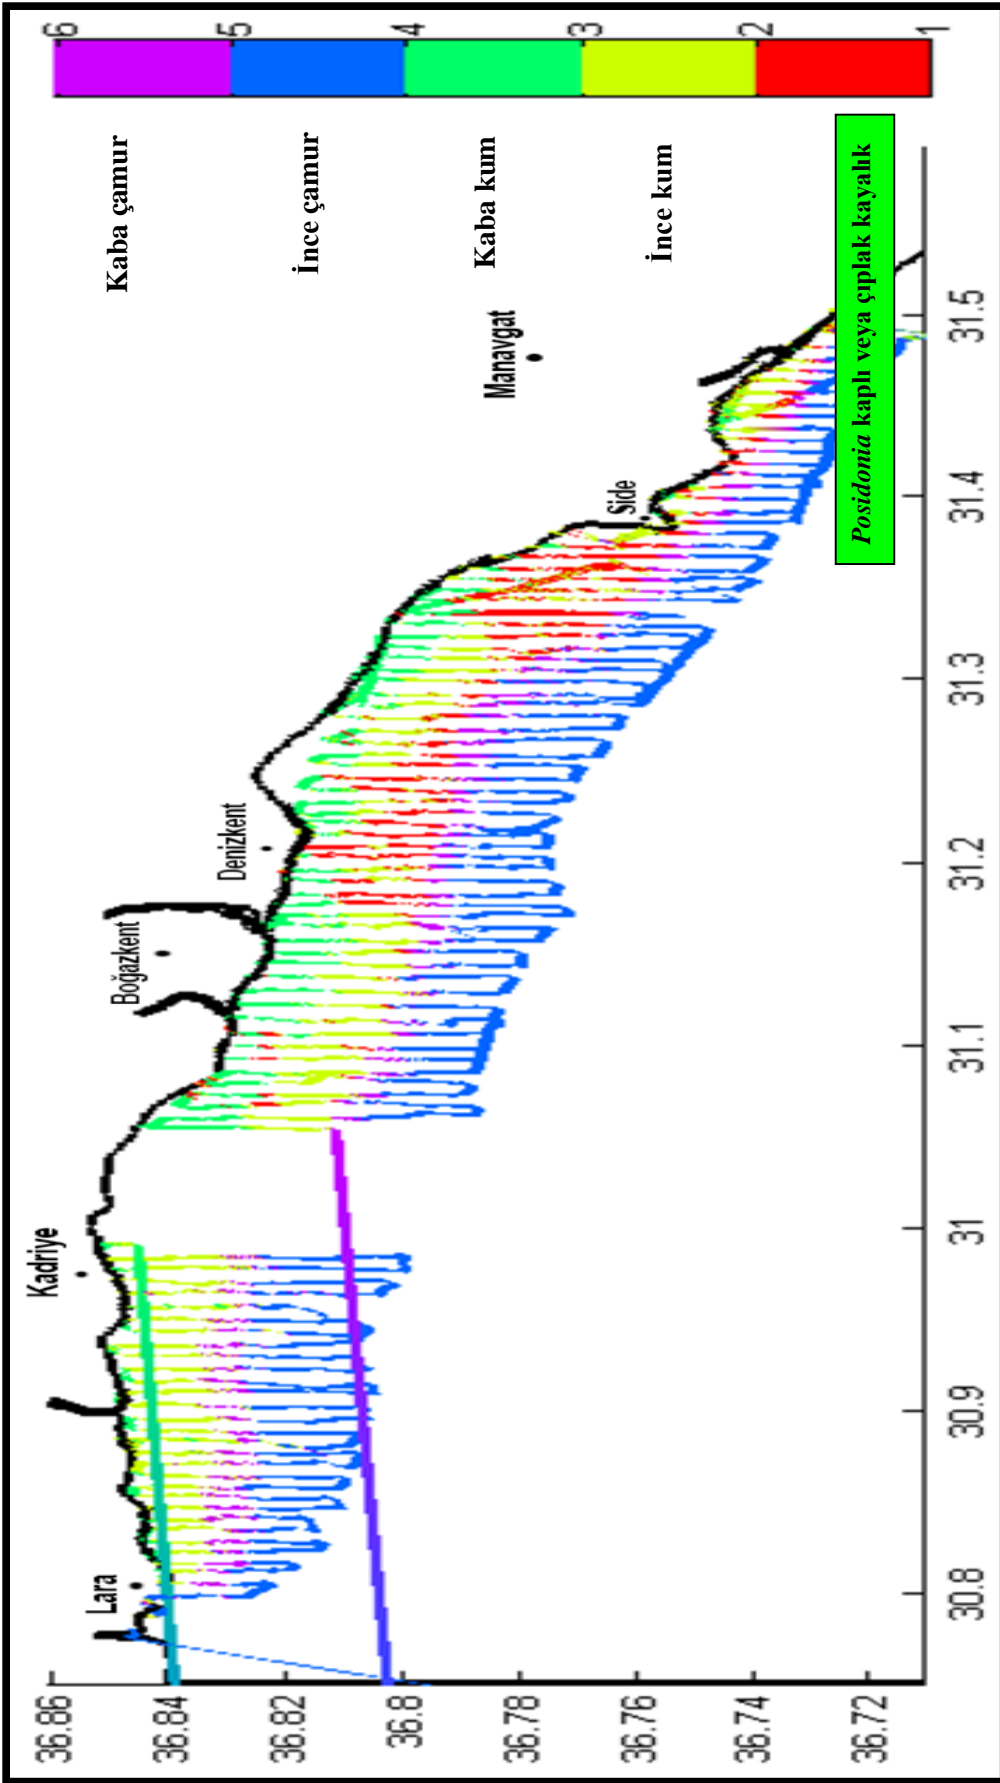 6
5
4
3
2
1
Kaba çamur
İnce çamur
Kaba kum
İnce kum
Posidonia kaplı veya çıplak kayalık
Lara
Kadriye
Boğazkent
Denizkent
Side
Manavgat
36.86
36.84
36.82
36.8
36.78
36.76
36.74
36.72
30.8
30.9
31
31.1
31.2
31.3
31.4
31.5